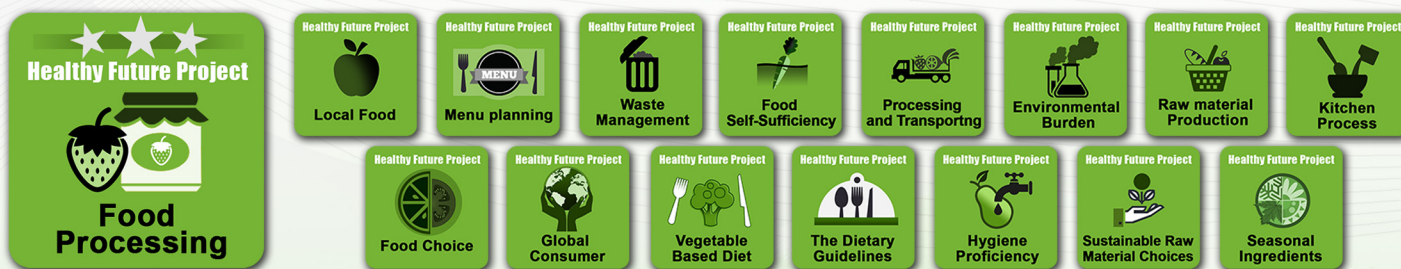 Healthy Future Project
Food
Processing
Healthy Future Project
Local Food
Healthy Future Project
MENU
Menu planning
Healthy Future Project
Waste
Management
Healthy Future Project
Food
Self-Sufficiency
Healthy Future Project
Processing
and Transportng
Healthy Future Project
Environmental
Burden
Healthy Future Project
Raw material
Production
Healthy Future Project
Kitchen
Process
Healthy Future Project
Food Choice
Healthy Future Project
Global
Consumer
Healthy Future Project
Vegetable
Based Diet
Healthy Future Project
The Dietary
Guidelines
Healthy Future Project
Hygiene
Proficiency
Healthy Future Project
Sustainable Raw
Material Choices
Healthy Future Project
Seasonal
Ingredients